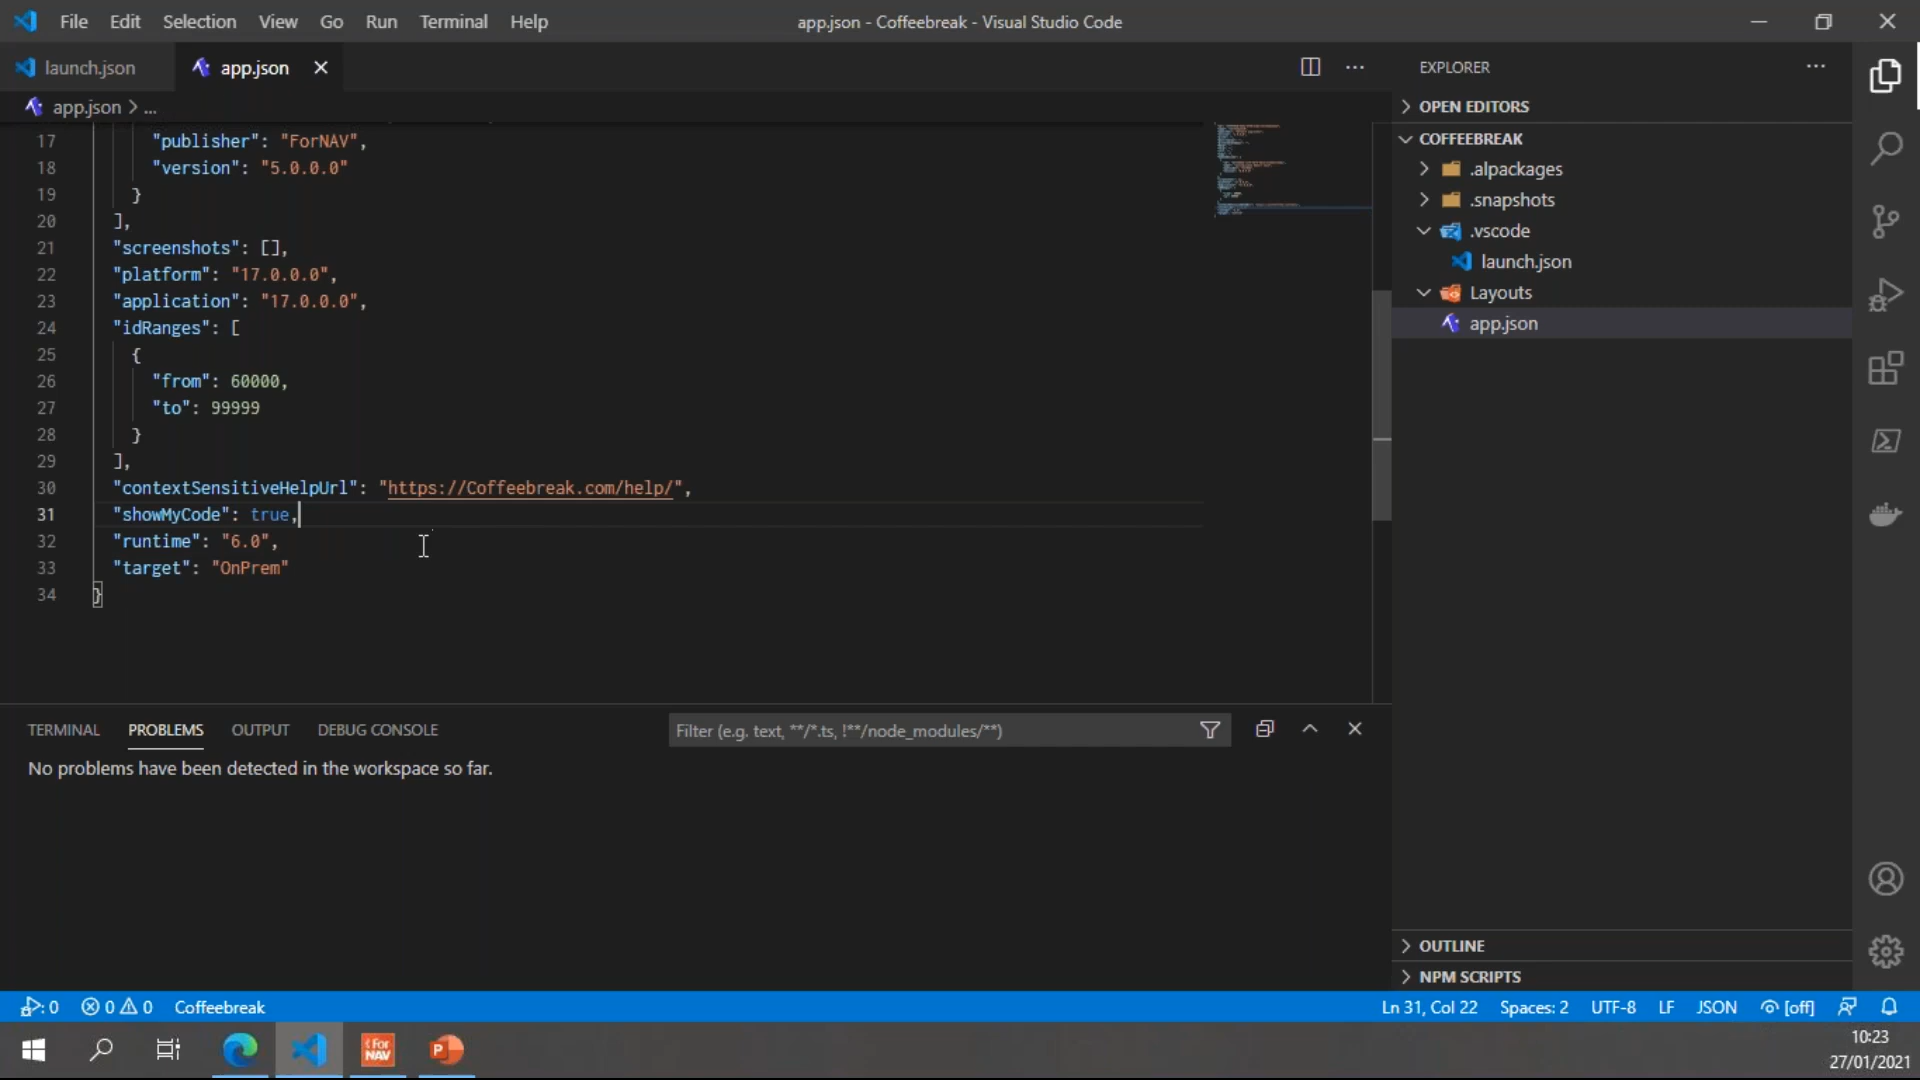 File Edit Selection View Go Run Terminal Help
app.json - Coffeebreak - Visual Studio Code
launch.json
app.json
EXPLORER
app.json > ...
OPEN EDITORS
COFFEEBREAK
.alpackages
.snapshots
.vscode
launch.json
Layouts
app.json
17 "publisher": "ForNAV",
18 "version": "5.0.0.0"
19 }
20 ],
21 "screenshots": [],
22 "platform": "17.0.0.0",
23 "application": "17.0.0.0",
24 "idRanges": [
25 {
26 "from": 60000,
27 "to": 99999
28 }
29 ],
30 "contextSensitiveHelpUrl": "https://Coffeebreak.com/help/",
31 "showMyCode": true,
32 "runtime": "6.0",
33 "target": "OnPrem"
34 }
TERMINAL PROBLEMS OUTPUT DEBUG CONSOLE
Filter (e.g. text, **/*.ts, !**/node_modules/**)
No problems have been detected in the workspace so far.
OUTLINE
NPM SCRIPTS
0 0 0 Coffeebreak
Ln 31, Col 22 Spaces: 2 UTF-8 LF JSON [off]
For
NAV
P
10:23
27/01/2021